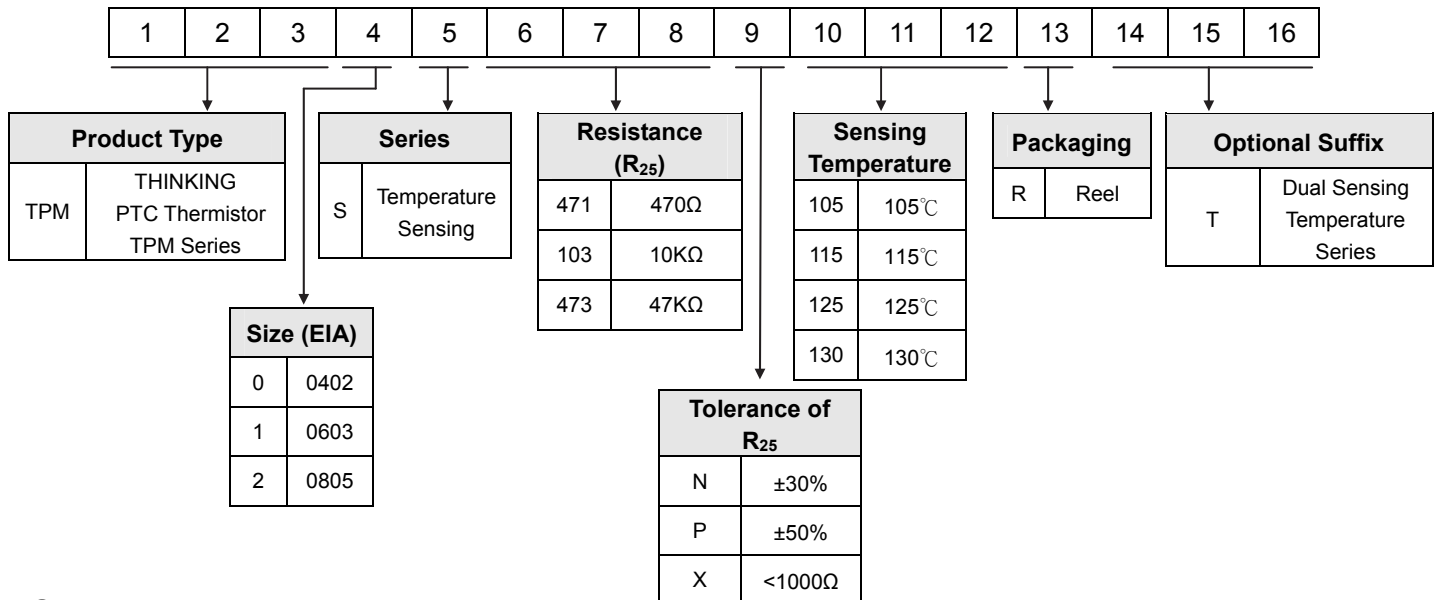 1 2 3 4 5 6 7 8 9 10 11 12 13 14 15 16
Product Type
TPM
THINKING
PTC Thermistor
TPM Series
Series
S
Temperature
Sensing
Resistance
(R₂₅)
471 470Ω
103 10KΩ
473 47KΩ
Sensing
Temperature
105 105℃
115 115℃
125 125℃
130 130℃
Packaging
R Reel
Optional Suffix
T
Dual Sensing
Temperature
Series
Size (EIA)
0 0402
1 0603
2 0805
Tolerance of
R₂₅
N ±30%
P ±50%
X <1000Ω